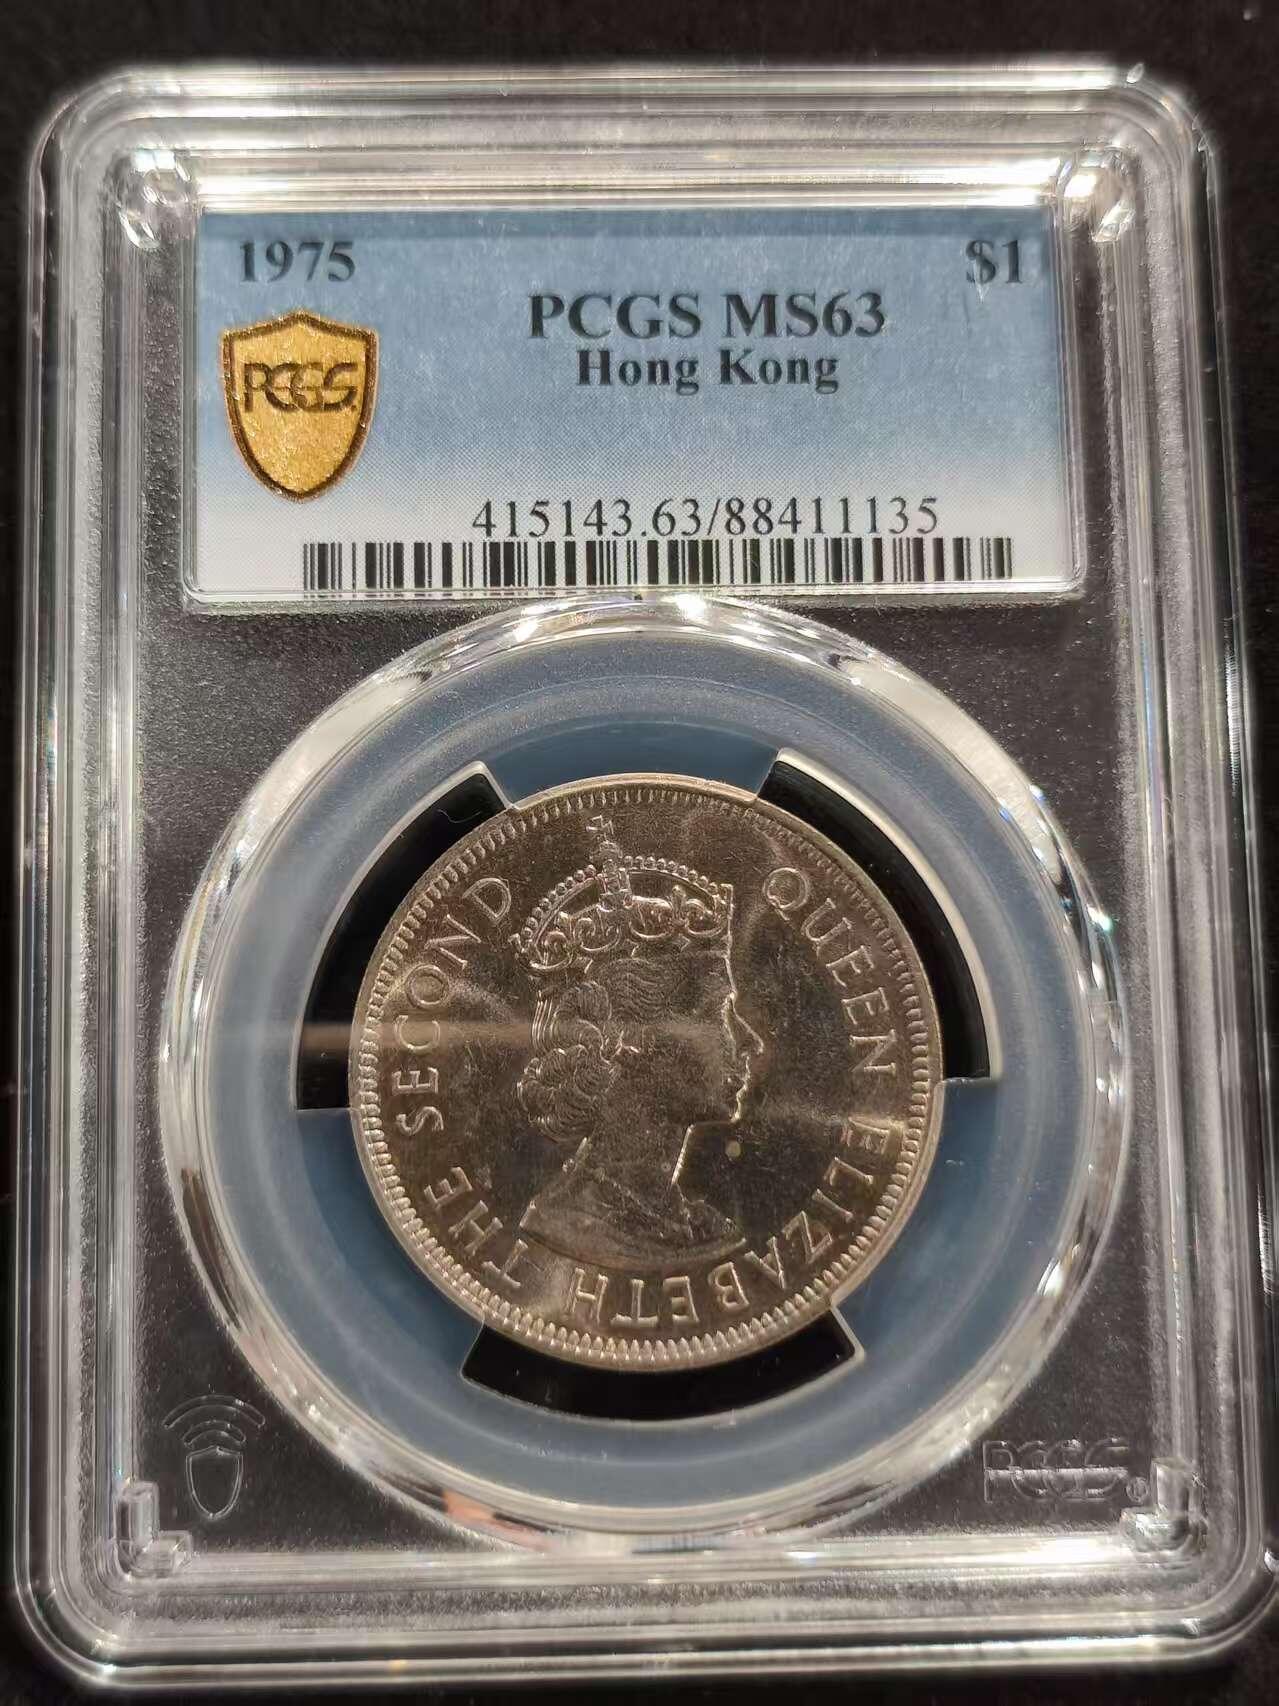 1975 $1
PCGS MS63
Hong Kong
PCGS
415143.63/88411135
QUEEN ELIZABETH THE SECOND
PCGS